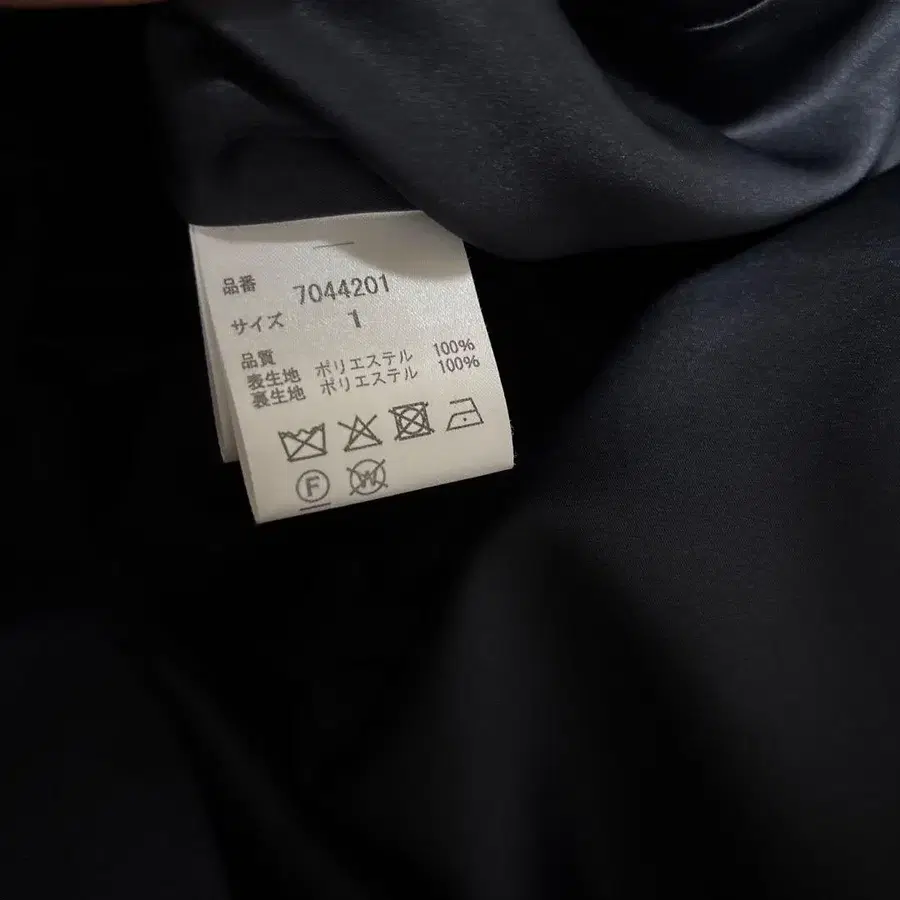 品番 7044201
サイズ 1
品質
表生地 ポリエステル 100%
裏生地 ポリエステル 100%
F W